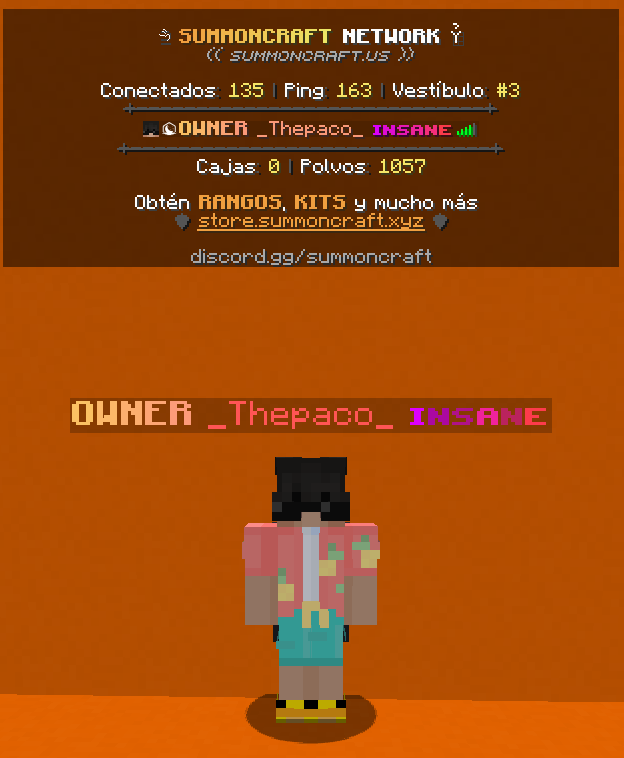 SUMMONCRAFT NETWORK
(( SUMMONCRAFT.US ))
Conectados: 135 | Ping: 163 | Vestíbulo: #3
OWNER _Thepaco_ INSANE
Cajas: 0 | Polvos: 1057
Obtén RANGOS, KITS y mucho más
store.summoncraft.xyz
discord.gg/summoncraft
OWNER _Thepaco_ INSANE